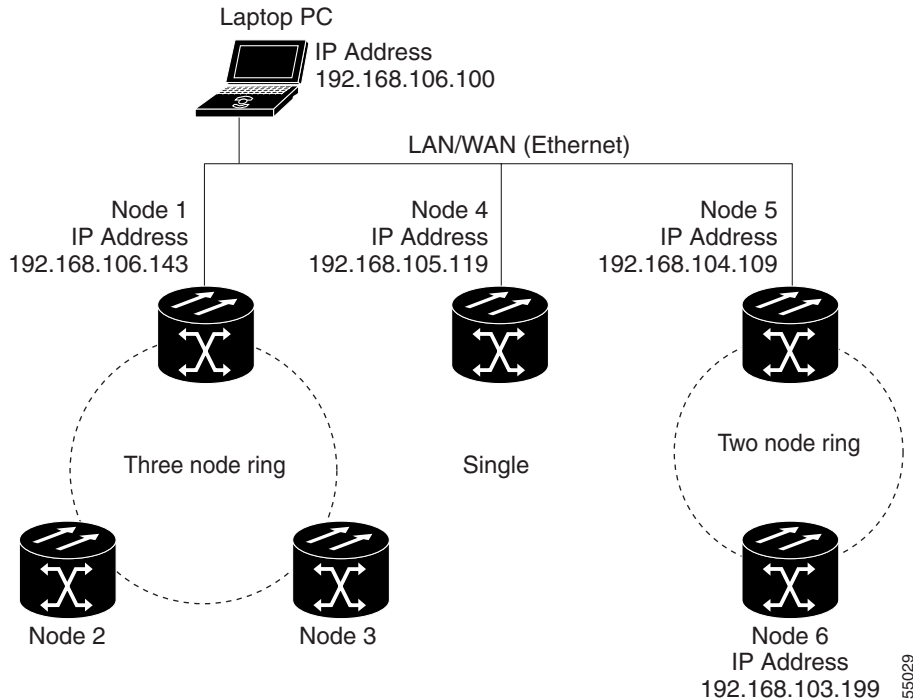 Laptop PC
IP Address
192.168.106.100
LAN/WAN (Ethernet)
Node 1
IP Address
192.168.106.143
Node 4
IP Address
192.168.105.119
Node 5
IP Address
192.168.104.109
Three node ring
Single
Two node ring
Node 2
Node 3
Node 6
IP Address
192.168.103.199
55029